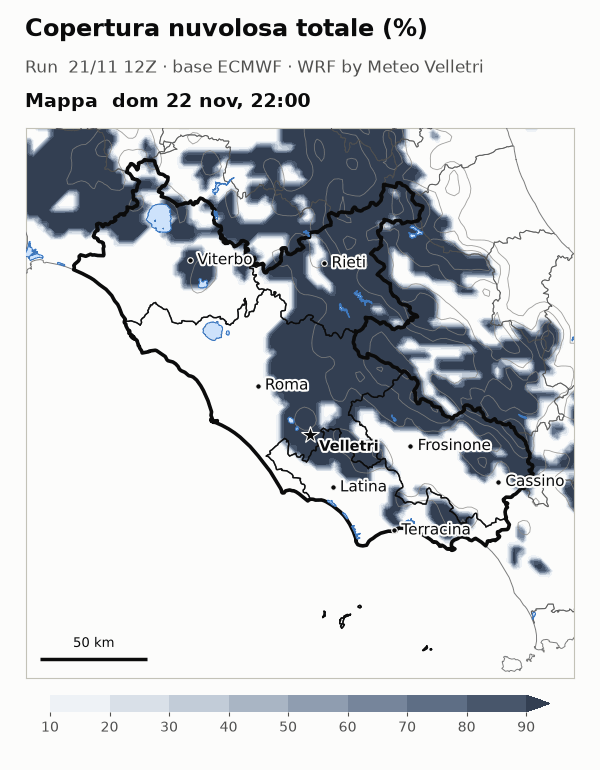 Copertura nuvolosa totale (%)
Run  21/11 12Z · base ECMWF · WRF by Meteo Velletri
Mappa  dom 22 nov, 22:00
Viterbo
Rieti
Roma
Velletri
Frosinone
Cassino
Latina
Terracina
50 km
10 20 30 40 50 60 70 80 90